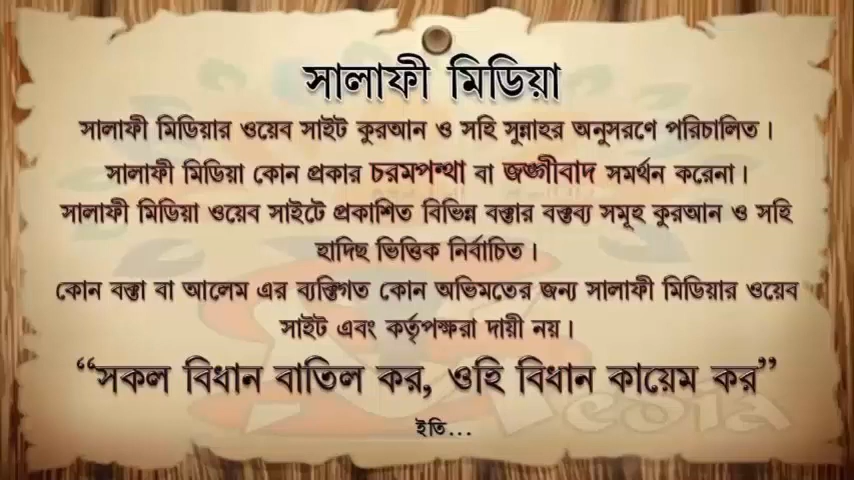 সালাফী মিডিয়া
সালাফী মিডিয়ার ওয়েব সাইট কুরআন ও সহি সুন্নাহর অনুসরণে পরিচালিত।
সালাফী মিডিয়া কোন প্রকার চরমপন্থা বা জঙ্গীবাদ সমর্থন করেনা।
সালাফী মিডিয়া ওয়েব সাইটে প্রকাশিত বিভিন্ন বক্তার বক্তব্য সমূহ কুরআন ও সহি
হাদিছ ভিত্তিক নির্বাচিত।
কোন বক্তা বা আলেম এর ব্যক্তিগত কোন অভিমতের জন্য সালাফী মিডিয়ার ওয়েব
সাইট এবং কর্তৃপক্ষরা দায়ী নয়।
“সকল বিধান বাতিল কর, ওহি বিধান কায়েম কর”
ইতি...